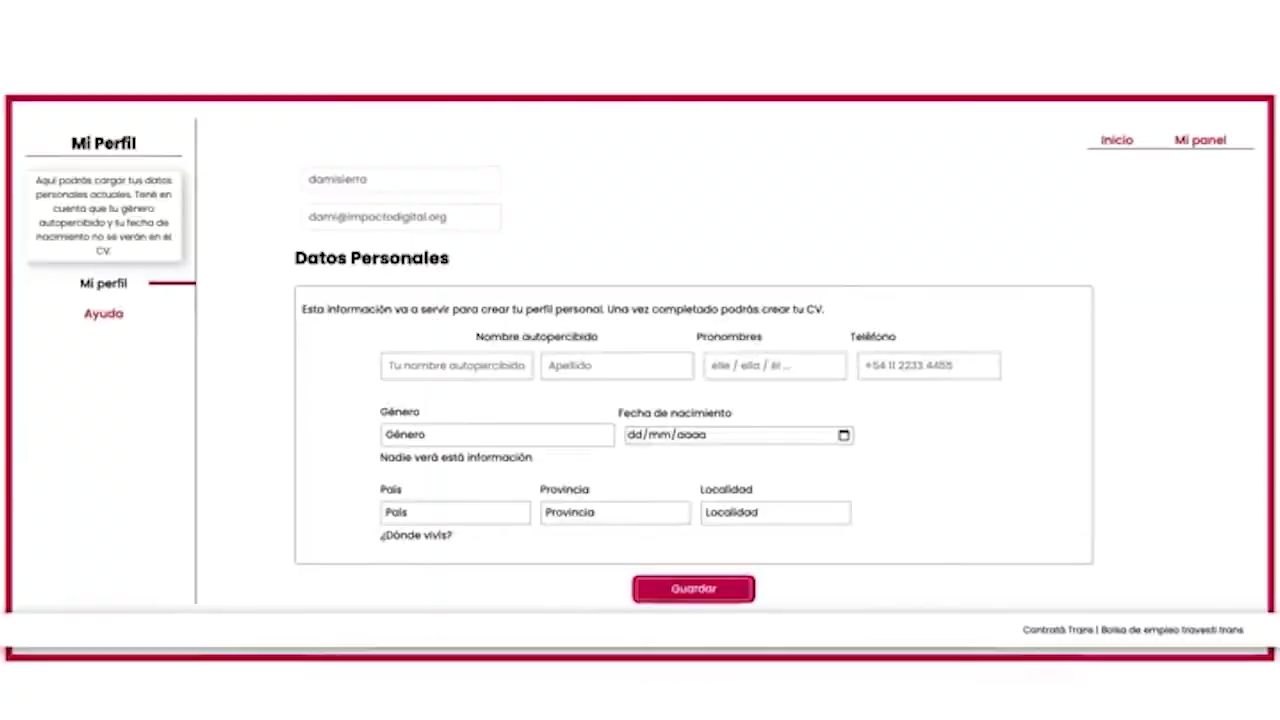 Mi Perfil
Aquí podrás cargar tus datos
personales actuales. Tené en
cuenta que tu género
autopercibido y tu fecha de
nacimiento no se verán en el
CV.
Mi perfil
Ayuda
Inicio
Mi panel
damisierra
dami@impactodigital.org
Datos Personales
Esta información va a servir para crear tu perfil personal. Una vez completado podrás crear tu CV.
Nombre autopercibido
Pronombres
Teléfono
Tu nombre autopercibido
Apellido
elle / ella / él ...
+54 11 2233 4455
Género
Fecha de nacimiento
Género
dd/mm/aaaa
Nadie verá está información
País
Provincia
Localidad
País
Provincia
Localidad
¿Dónde vivís?
Guardar
Contratá Trans | Bolsa de empleo travesti trans